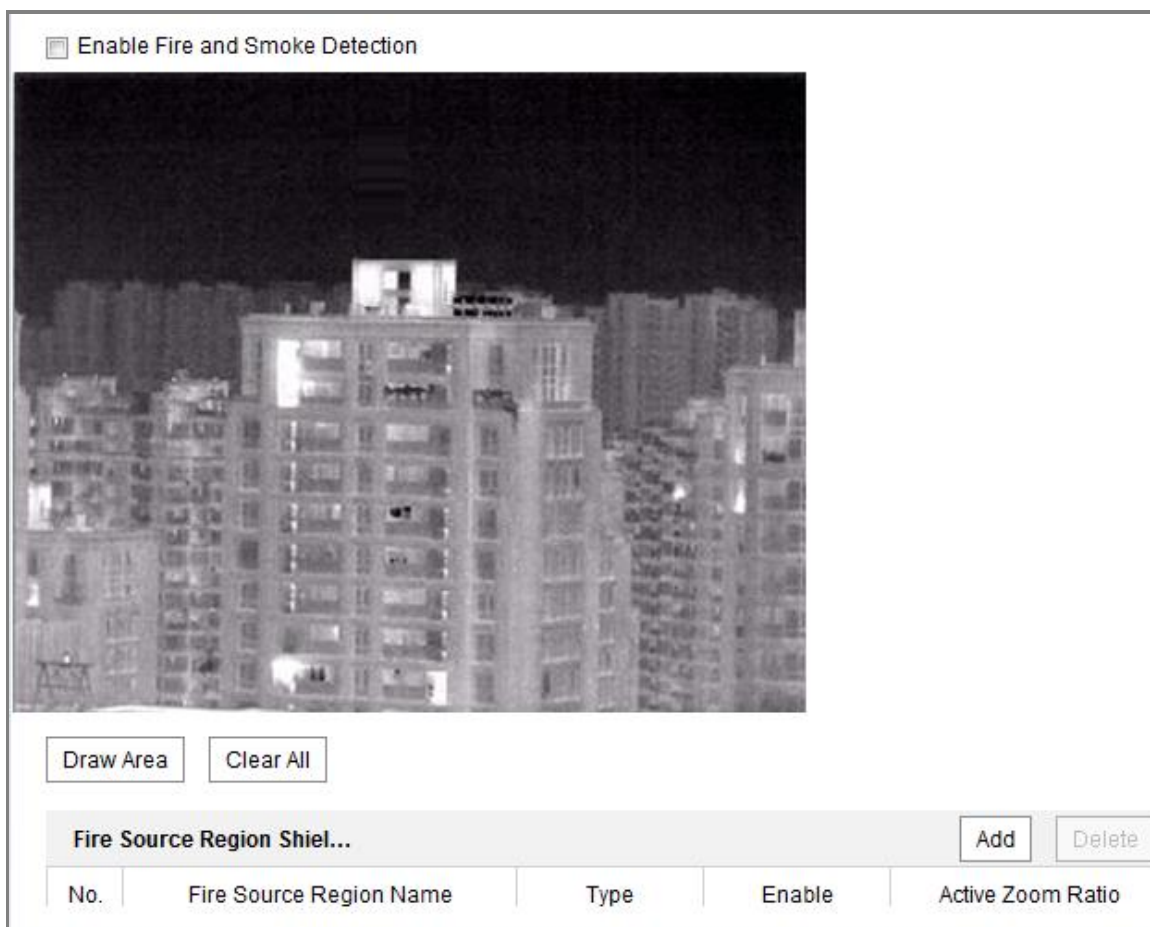 Enable Fire and Smoke Detection
Draw Area Clear All
Fire Source Region Shiel... Add Delete
No. Fire Source Region Name Type Enable Active Zoom Ratio